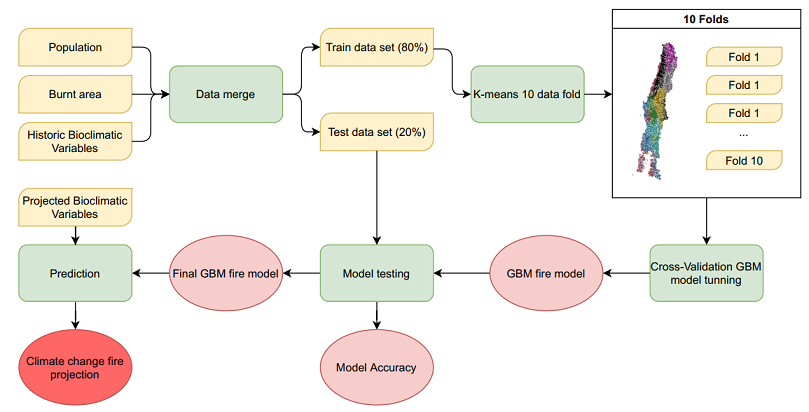 Population
Burnt area
Historic Bioclimatic
Variables
Data merge
Train data set (80%)
Test data set (20%)
K-means 10 data fold
10 Folds
Fold 1
Fold 1
Fold 1
...
Fold 10
Projected Bioclimatic
Variables
Prediction
Final GBM fire model
Model testing
GBM fire model
Cross-Validation GBM
model tunning
Climate change fire
projection
Model Accuracy